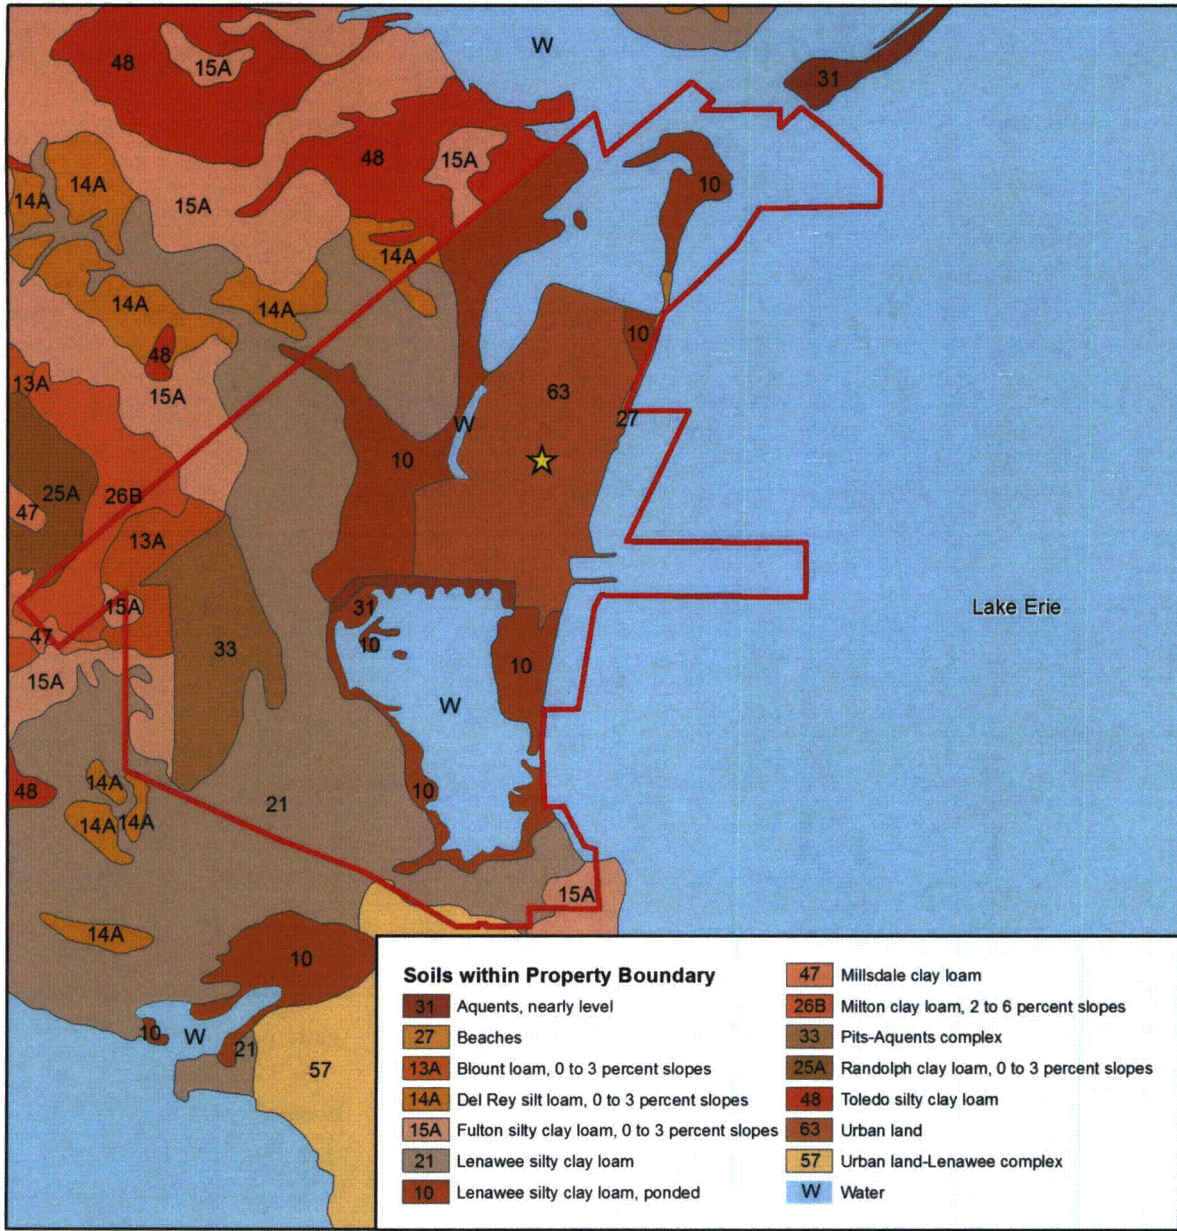 W
48
15A
31
48
15A
14A
14A
10
15A
14A
14A
14A
10
48
13A
15A
63
W
27
10
25A
26B
47
13A
15A
31
Lake Erie
47
10
33
10
15A
W
14A
48
10
21
14A
14A
15A
14A
10
10
W
21
57
Soils within Property Boundary
31 Aquents, nearly level
27 Beaches
13A Blount loam, 0 to 3 percent slopes
14A Del Rey silt loam, 0 to 3 percent slopes
15A Fulton silty clay loam, 0 to 3 percent slopes
21 Lenawee silty clay loam
10 Lenawee silty clay loam, ponded
47 Millsdale clay loam
26B Milton clay loam, 2 to 6 percent slopes
33 Pits-Aquents complex
25A Randolph clay loam, 0 to 3 percent slopes
48 Toledo silty clay loam
63 Urban land
57 Urban land-Lenawee complex
W Water